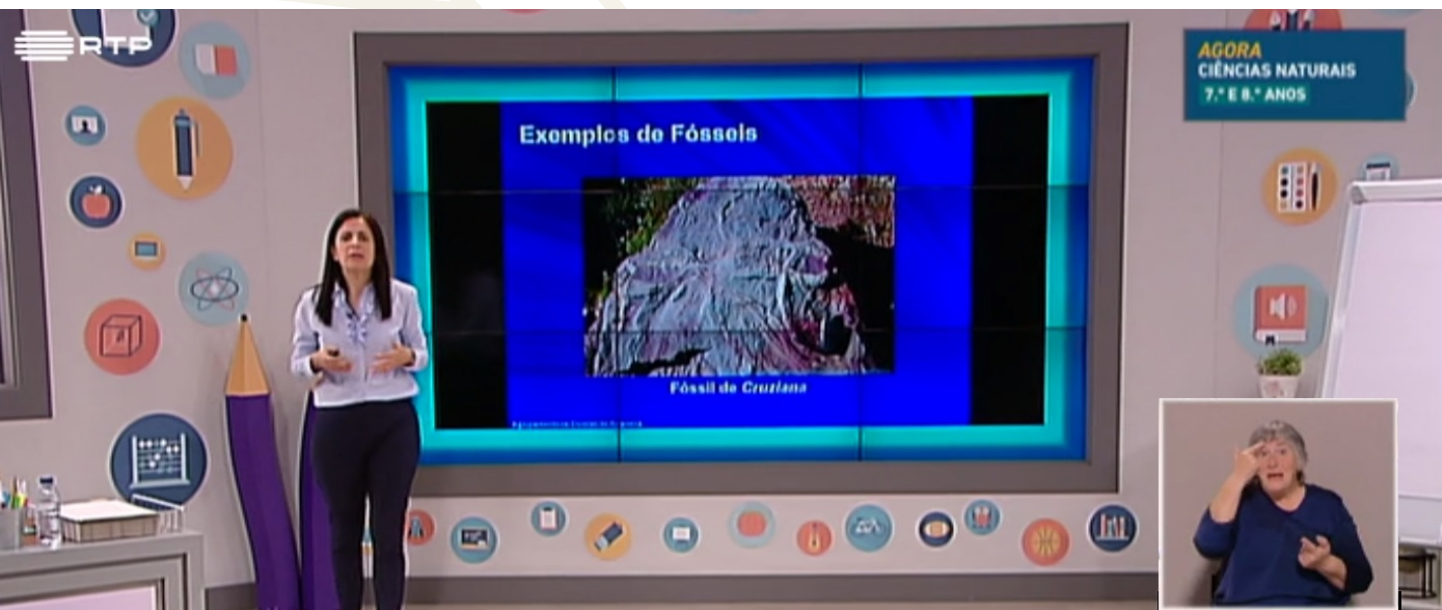 RTP
AGORA
CIÊNCIAS NATURAIS
7.º E 8.º ANOS
Exemplos de Fósseis
Fóssil de Cruziana